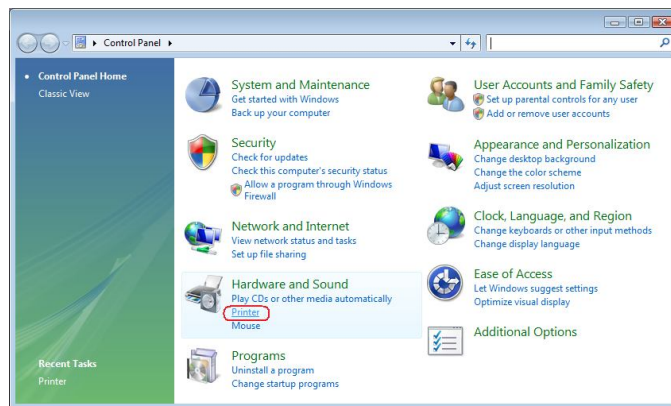 Control Panel
Control Panel Home
Classic View
System and Maintenance
Get started with Windows
Back up your computer
Security
Check for updates
Check this computer's security status
Allow a program through Windows
Firewall
Network and Internet
View network status and tasks
Set up file sharing
Hardware and Sound
Play CDs or other media automatically
Printer
Mouse
Programs
Uninstall a program
Change startup programs
User Accounts and Family Safety
Set up parental controls for any user
Add or remove user accounts
Appearance and Personalization
Change desktop background
Change the color scheme
Adjust screen resolution
Clock, Language, and Region
Change keyboards or other input methods
Change display language
Ease of Access
Let Windows suggest settings
Optimize visual display
Additional Options
Recent Tasks
Printer